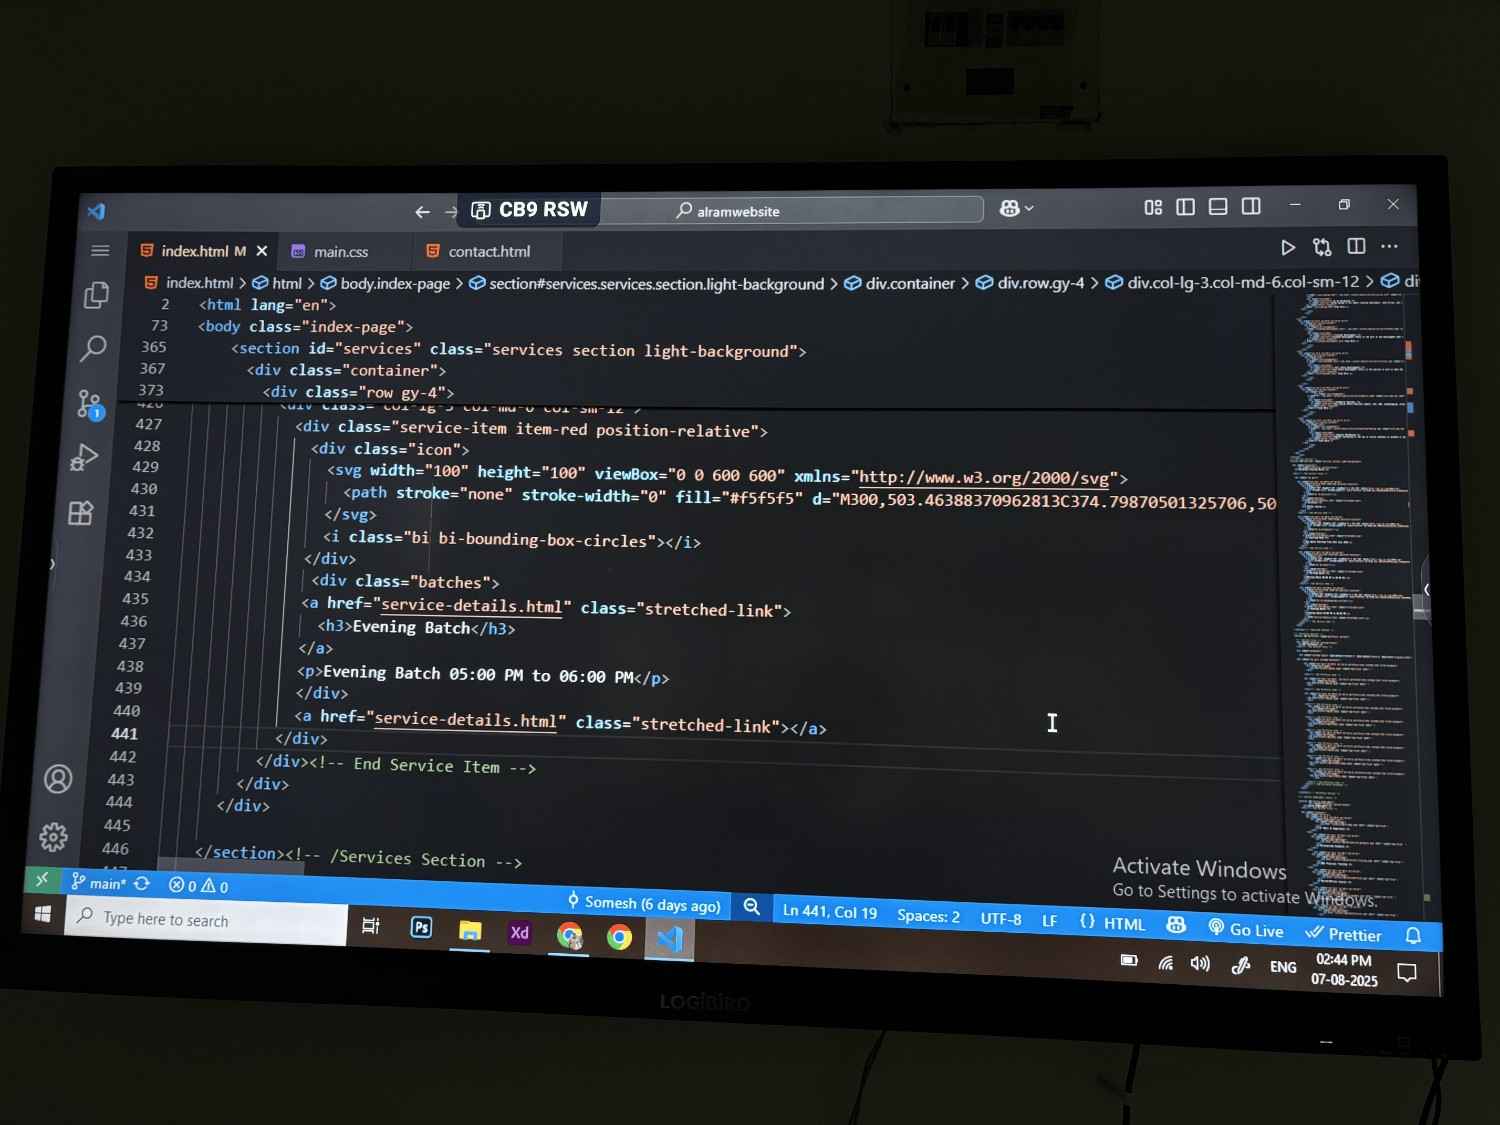 CB9 RSW
alramwebsite
index.html M
main.css
contact.html
index.html > html > body.index-page > section#services.services.section.light-background > div.container > div.row.gy-4 > div.col-lg-3.col-md-6.col-sm-12 >
2 <html lang="en">
73 <body class="index-page">
365 <section id="services" class="services section light-background">
367 <div class="container">
373 <div class="row gy-4">
427 <div class="service-item item-red position-relative">
428 <div class="icon">
429 <svg width="100" height="100" viewBox="0 0 600 600" xmlns="http://www.w3.org/2000/svg">
430 <path stroke="none" stroke-width="0" fill="#f5f5f5" d="M300,503.46388370962813C374.79870501325706,50
431 </svg>
432 <i class="bi bi-bounding-box-circles"></i>
433 </div>
434 <div class="batches">
435 <a href="service-details.html" class="stretched-link">
436 <h3>Evening Batch</h3>
437 </a>
438 <p>Evening Batch 05:00 PM to 06:00 PM</p>
439 </div>
440 <a href="service-details.html" class="stretched-link"></a>
441 </div>
442 </div><!-- End Service Item -->
443 </div>
444 </div>
445
446 </section><!-- /Services Section -->
Activate Windows
Go to Settings to activate Windows.
1
main* 0 0 Somesh (6 days ago) Ln 441, Col 19 Spaces: 2 UTF-8 LF {} HTML Go Live Prettier
Type here to search
Ps
Xd
ENG
02:44 PM
07-08-2025
LOGIBIRD